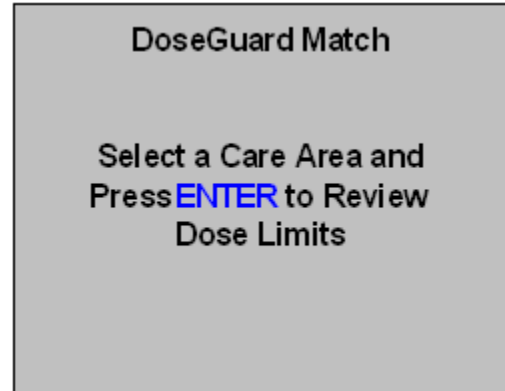 DoseGuard Match
Select a Care Area and
Press ENTER to Review
Dose Limits